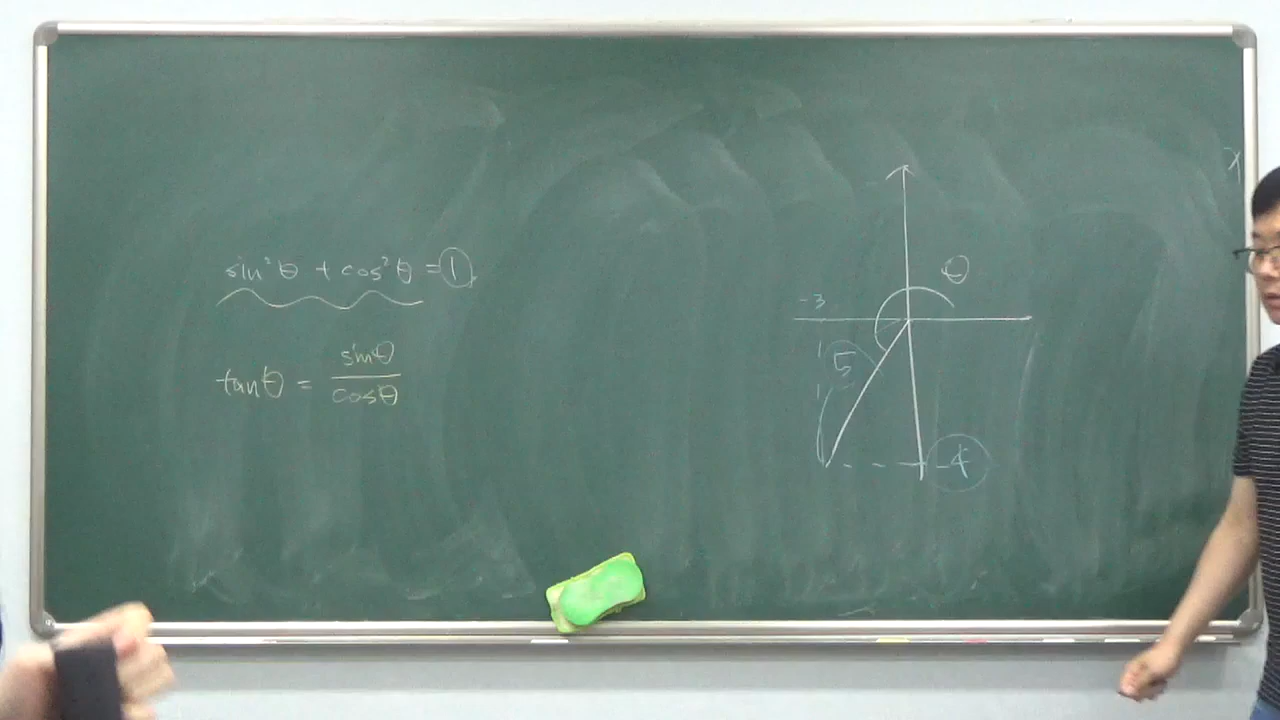 sin²θ + cos²θ = 1
tanθ = sinθ / cosθ
θ
-3
5
-4
x